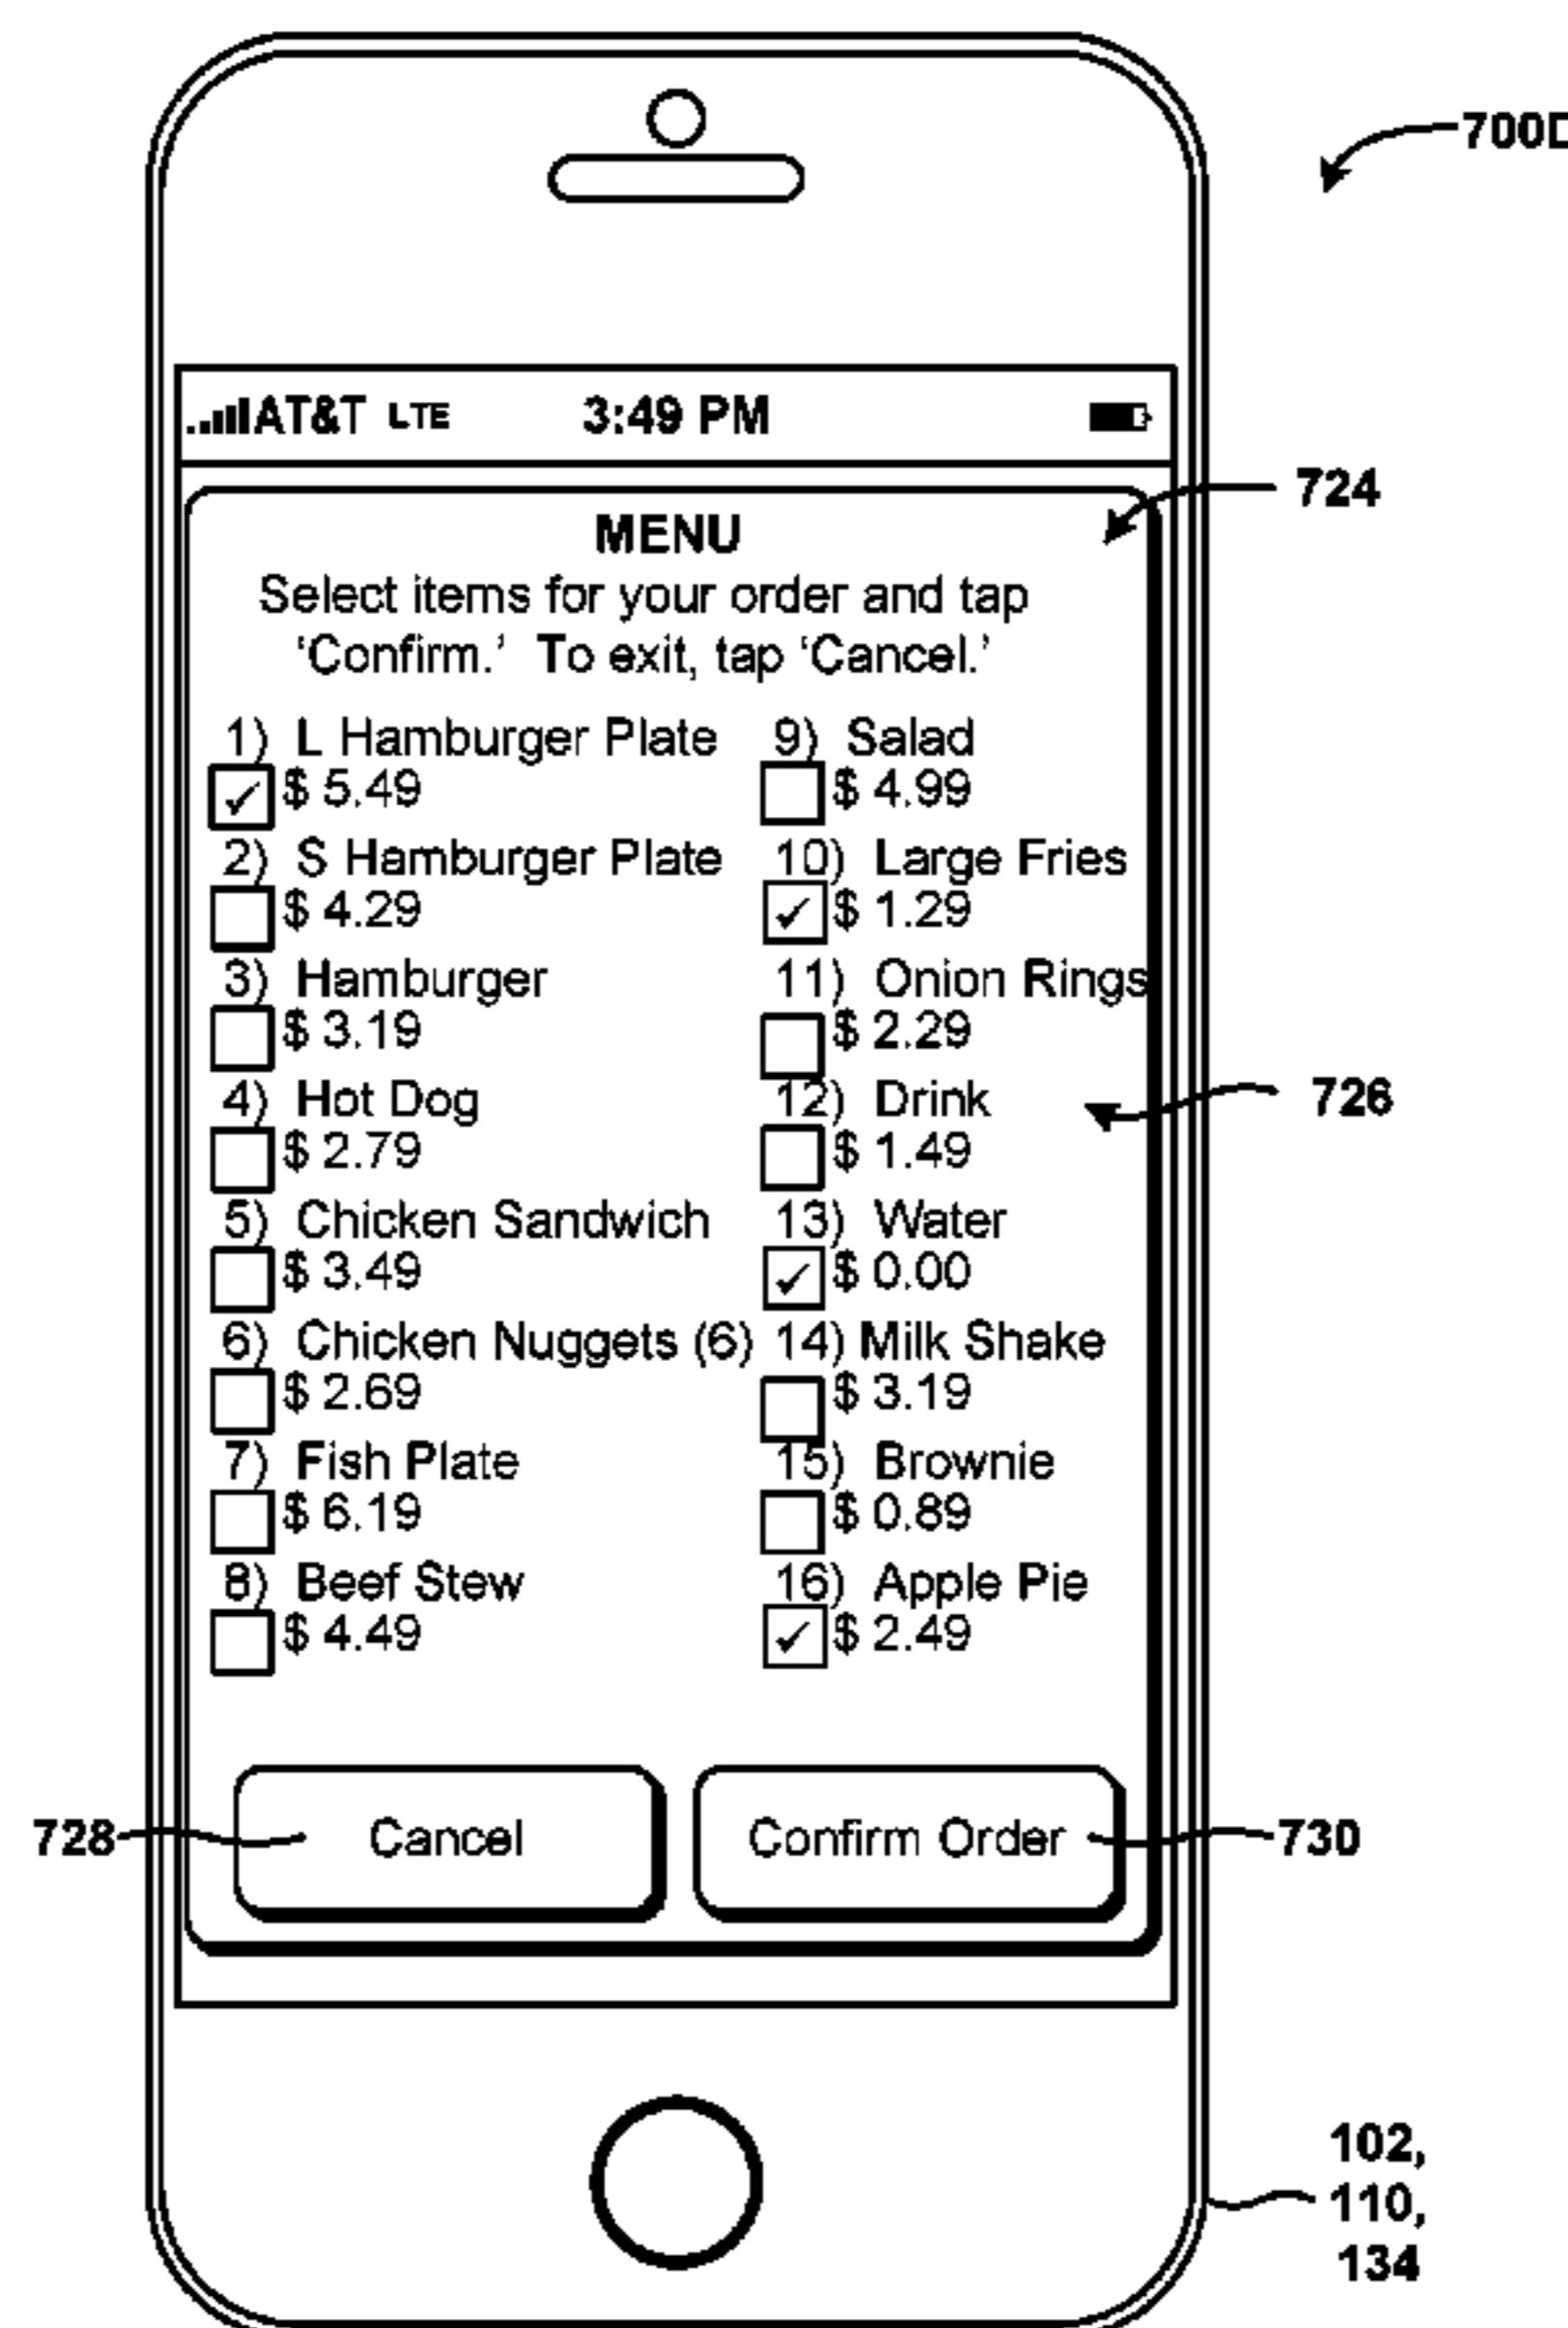 700D
AT&T LTE 3:49 PM
724
MENU
Select items for your order and tap
‘Confirm.’ To exit, tap ‘Cancel.’
1) L Hamburger Plate
$ 5.49
2) S Hamburger Plate
$ 4.29
3) Hamburger
$ 3.19
4) Hot Dog
$ 2.79
5) Chicken Sandwich
$ 3.49
6) Chicken Nuggets (6)
$ 2.69
7) Fish Plate
$ 6.19
8) Beef Stew
$ 4.49
9) Salad
$ 4.99
10) Large Fries
$ 1.29
11) Onion Rings
$ 2.29
12) Drink
$ 1.49
13) Water
$ 0.00
14) Milk Shake
$ 3.19
15) Brownie
$ 0.89
16) Apple Pie
$ 2.49
726
728
Cancel
Confirm Order
730
102,
110,
134